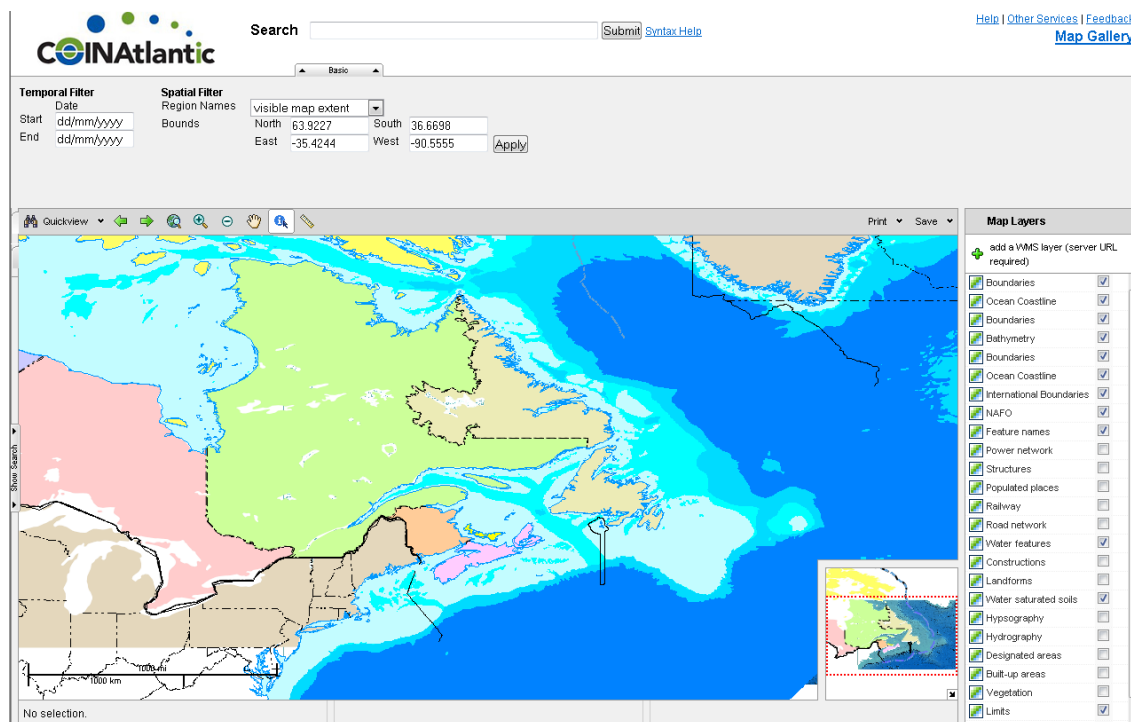 COINAtlantic
Search
Submit
Syntax Help
Help | Other Services | Feedback
Map Gallery
Basic
Temporal Filter
Date
Start dd/mm/yyyy
End dd/mm/yyyy
Spatial Filter
Region Names visible map extent
Bounds North 63.9227 South 36.6698
East -35.4244 West -90.5555
Apply
Quickview
Print
Save
Map Layers
add a WMS layer (server URL
required)
Boundaries
Ocean Coastline
Boundaries
Bathymetry
Boundaries
Ocean Coastline
International Boundaries
NAFO
Feature names
Power network
Structures
Populated places
Railway
Road network
Water features
Constructions
Landforms
Water saturated soils
Hypsography
Hydrography
Designated areas
Built-up areas
Vegetation
Limits
Show Search
1000 mi
1000 km
No selection.